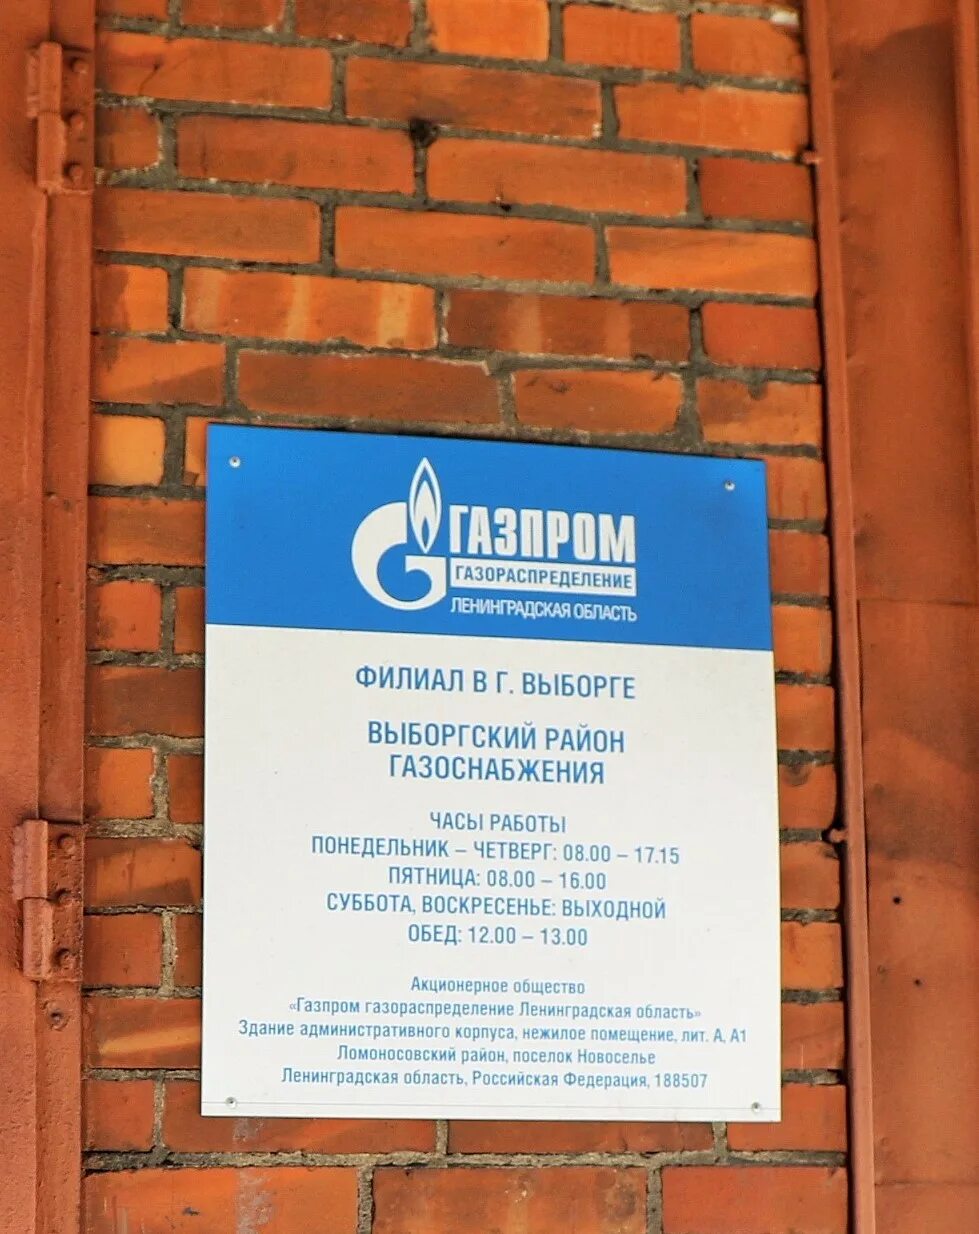 ГАЗПРОМ
ГАЗОРАСПРЕДЕЛЕНИЕ
ЛЕНИНГРАДСКАЯ ОБЛАСТЬ
ФИЛИАЛ В Г. ВЫБОРГЕ
ВЫБОРГСКИЙ РАЙОН
ГАЗОСНАБЖЕНИЯ
ЧАСЫ РАБОТЫ
ПОНЕДЕЛЬНИК – ЧЕТВЕРГ: 08.00 – 17.15
ПЯТНИЦА: 08.00 – 16.00
СУББОТА, ВОСКРЕСЕНЬЕ: ВЫХОДНОЙ
ОБЕД: 12.00 – 13.00
Акционерное общество
«Газпром газораспределение Ленинградская область»
Здание административного корпуса, нежилое помещение, лит. А, А1
Ломоносовский район, поселок Новоселье
Ленинградская область, Российская Федерация, 188507